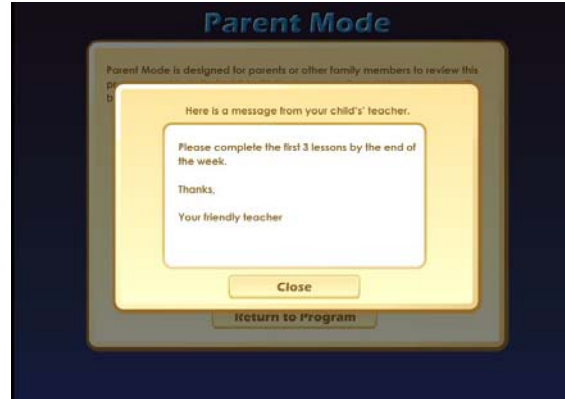 Parent Mode
Parent Mode is designed for parents or other family members to review this
Here is a message from your child's' teacher.
Please complete the first 3 lessons by the end of
the week.
Thanks,
Your friendly teacher
Close
Return to Program